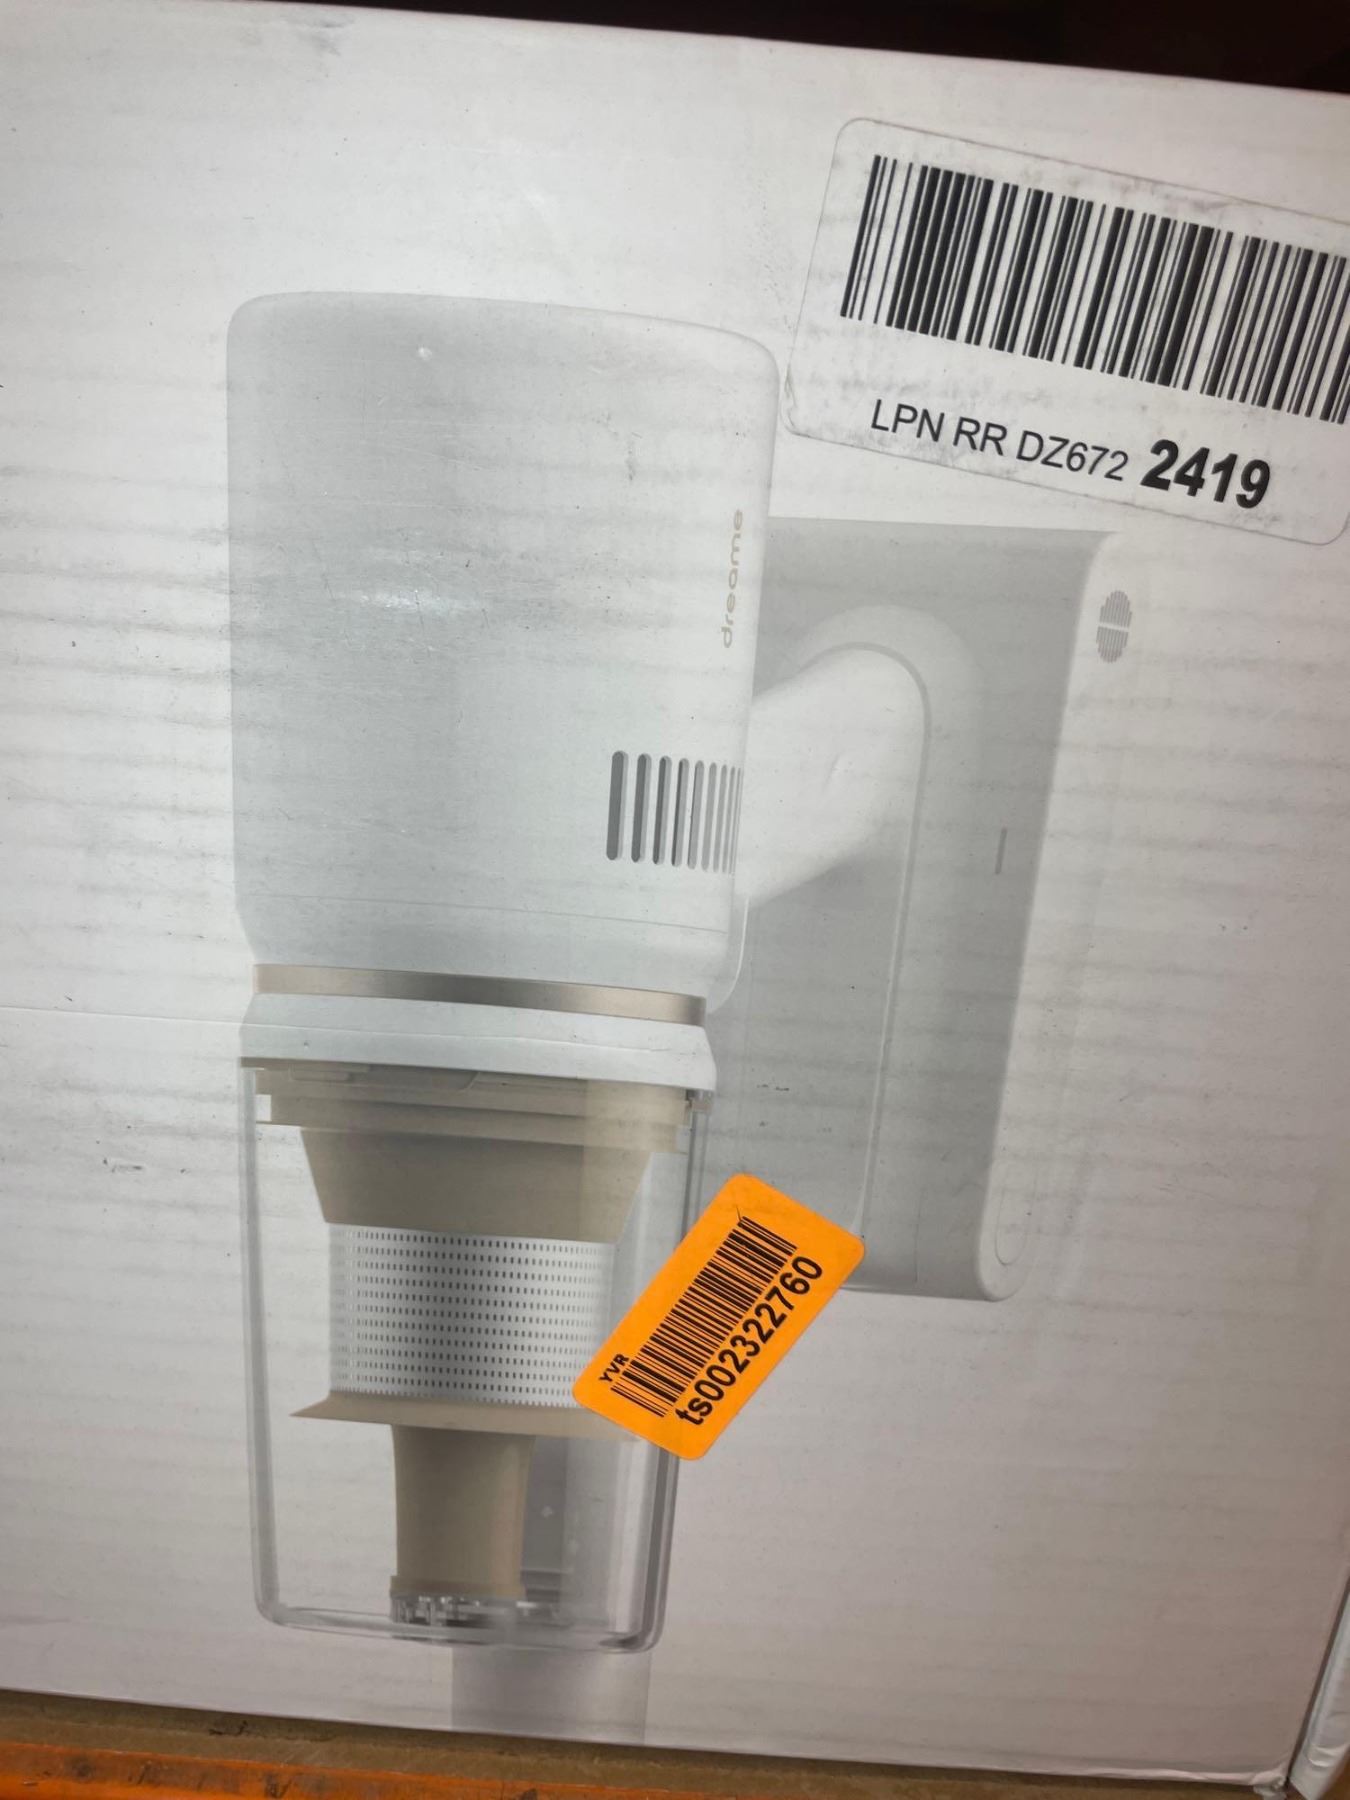 LPN RR DZ672 2419
dreame
YVR
ts002322760